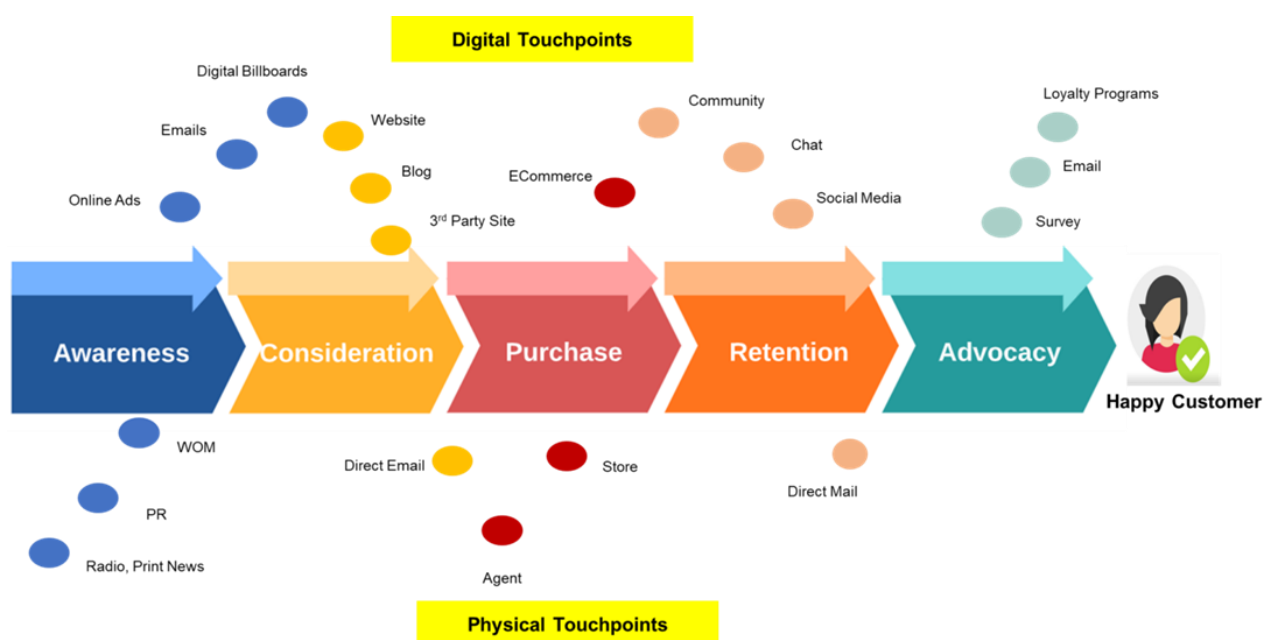 Digital Touchpoints
Digital Billboards
Loyalty Programs
Community
Website
Emails
Chat
Blog
Email
ECommerce
Online Ads
Social Media
3rd Party Site
Survey
Awareness
Consideration
Purchase
Retention
Advocacy
Happy Customer
WOM
Direct Email
Store
Direct Mail
PR
Radio, Print News
Agent
Physical Touchpoints